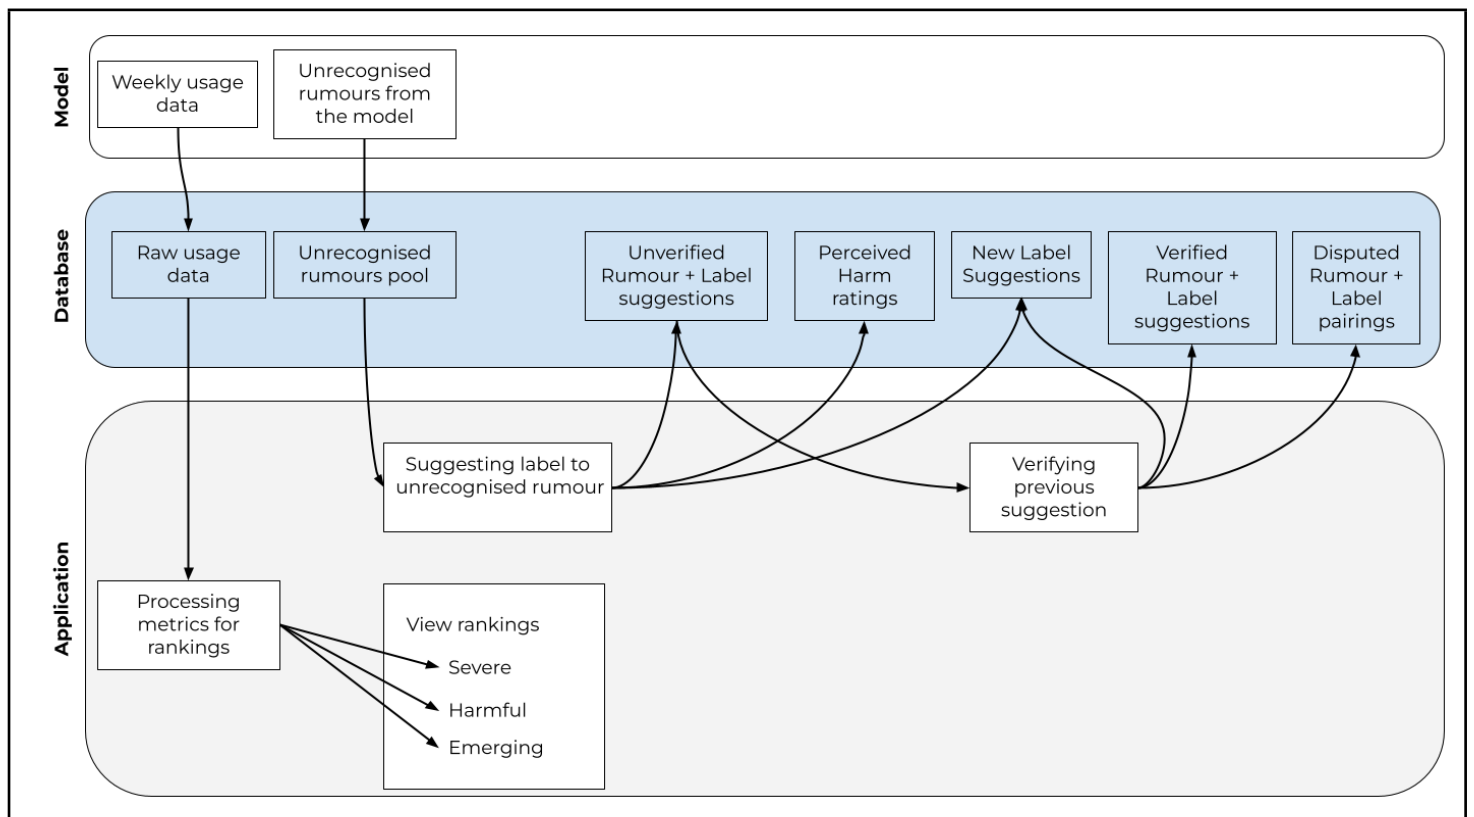 Model
Weekly usage
data
Unrecognised
rumours from
the model
Database
Raw usage
data
Unrecognised
rumours pool
Unverified
Rumour + Label
suggestions
Perceived
Harm
ratings
New Label
Suggestions
Verified
Rumour +
Label
suggestions
Disputed
Rumour +
Label
pairings
Application
Suggesting label to
unrecognised rumour
Verifying
previous
suggestion
Processing
metrics for
rankings
View rankings
Severe
Harmful
Emerging